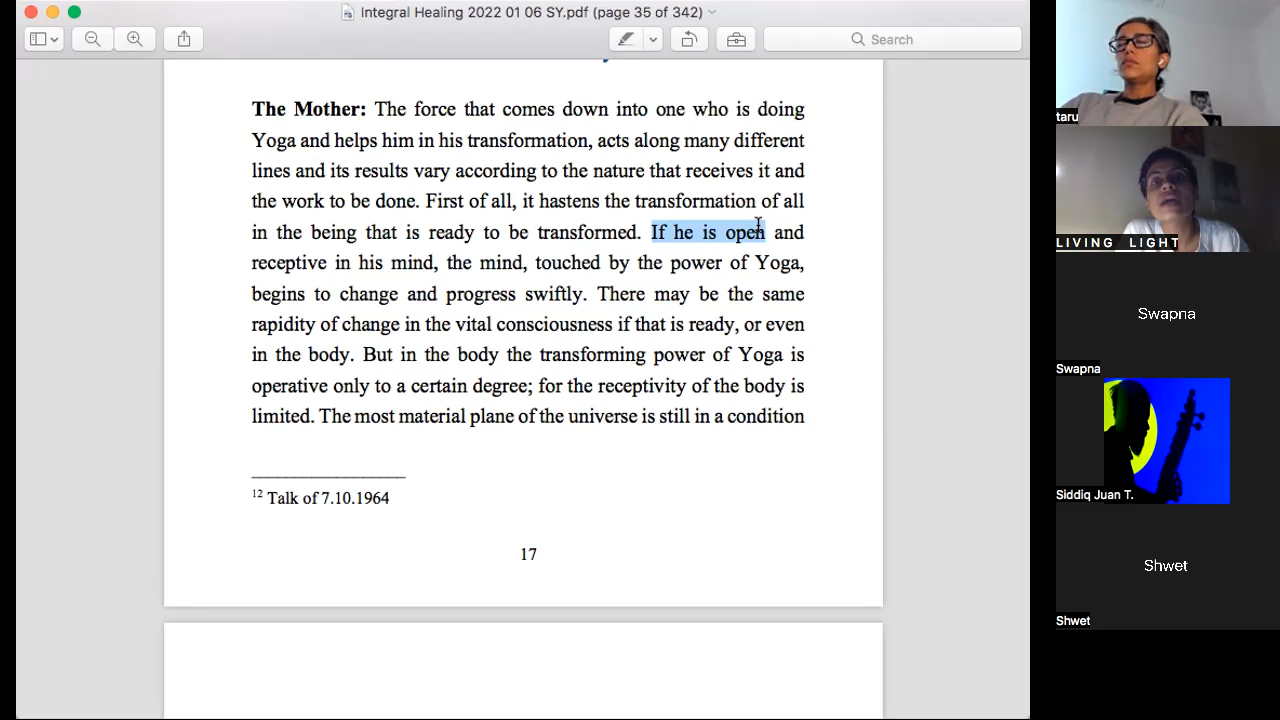 Integral Healing 2022 01 06 SY.pdf (page 35 of 342)
Search
The Mother: The force that comes down into one who is doing
Yoga and helps him in his transformation, acts along many different
lines and its results vary according to the nature that receives it and
the work to be done. First of all, it hastens the transformation of all
in the being that is ready to be transformed. If he is open and
receptive in his mind, the mind, touched by the power of Yoga,
begins to change and progress swiftly. There may be the same
rapidity of change in the vital consciousness if that is ready, or even
in the body. But in the body the transforming power of Yoga is
operative only to a certain degree; for the receptivity of the body is
limited. The most material plane of the universe is still in a condition
12 Talk of 7.10.1964
17
taru
LIVING LIGHT
Swapna
Swapna
Siddiq Juan T.
Shwet
Shwet